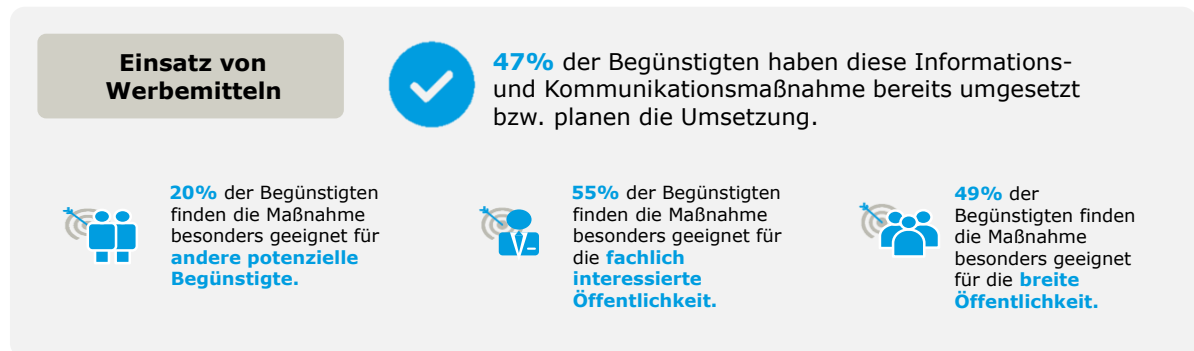 Einsatz von
Werbemitteln
47% der Begünstigten haben diese Informations-
und Kommunikationsmaßnahme bereits umgesetzt
bzw. planen die Umsetzung.
20% der Begünstigten
finden die Maßnahme
besonders geeignet für
andere potenzielle
Begünstigte.
55% der Begünstigten
finden die Maßnahme
besonders geeignet für
die fachlich
interessierte
Öffentlichkeit.
49% der
Begünstigten finden
die Maßnahme
besonders geeignet
für die breite
Öffentlichkeit.